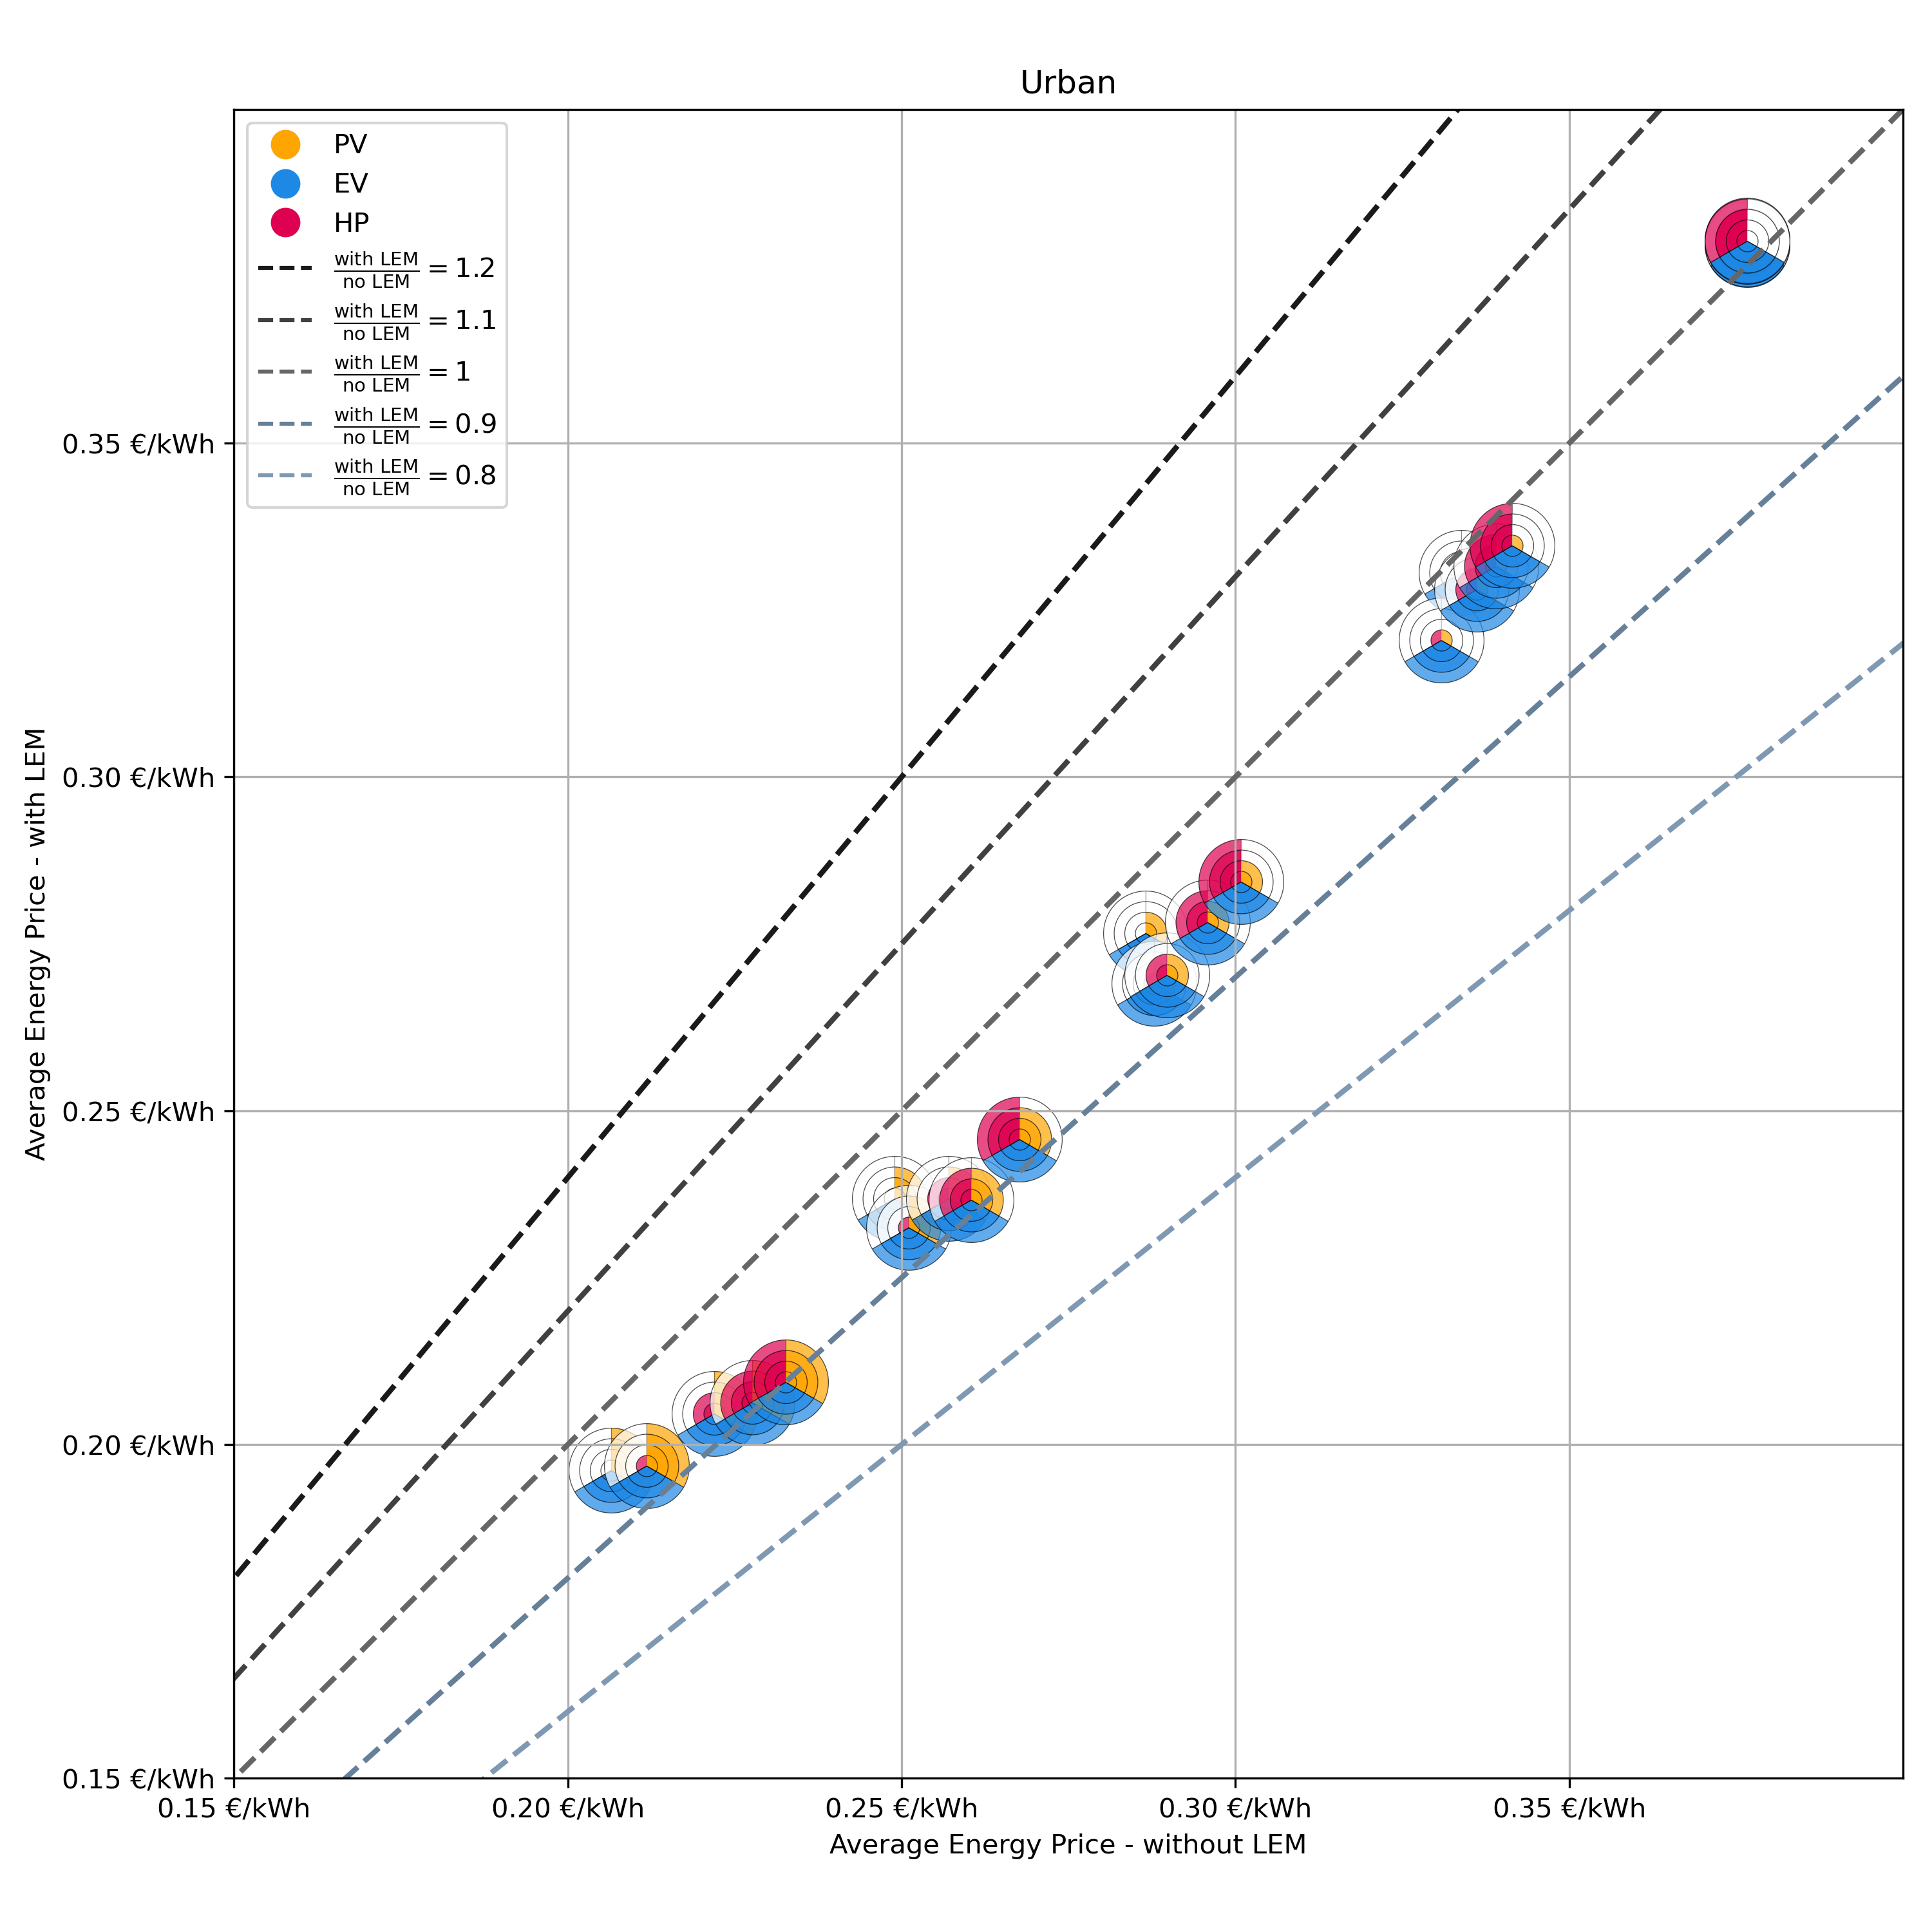 Urban
PV
EV
HP
with LEM
no LEM = 1.2
with LEM
no LEM = 1.1
with LEM
no LEM = 1
with LEM
no LEM = 0.9
with LEM
no LEM = 0.8
Average Energy Price - with LEM
0.35 €/kWh
0.30 €/kWh
0.25 €/kWh
0.20 €/kWh
0.15 €/kWh
0.15 €/kWh 0.20 €/kWh 0.25 €/kWh 0.30 €/kWh 0.35 €/kWh
Average Energy Price - without LEM